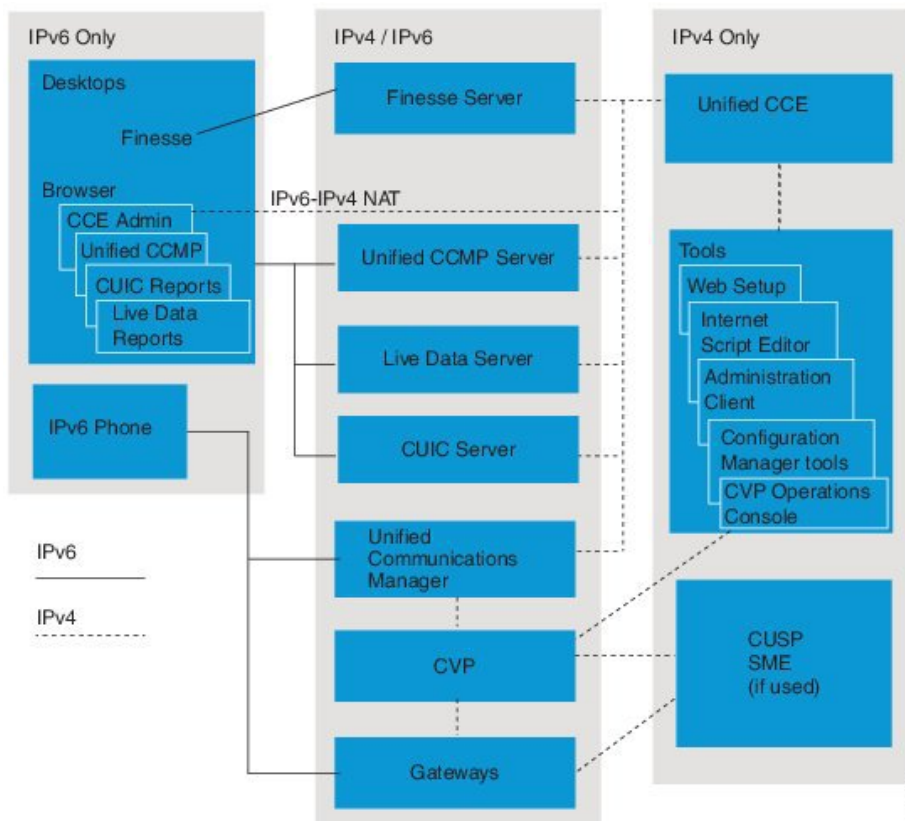 IPv6 Only
Desktops
Finesse
Browser
CCE Admin
Unified CCMP
CUIC Reports
Live Data
Reports
IPv6 Phone
IPv6
IPv4
IPv4 / IPv6
Finesse Server
IPv6-IPv4 NAT
Unified CCMP Server
Live Data Server
CUIC Server
Unified
Communications
Manager
CVP
Gateways
IPv4 Only
Unified CCE
Tools
Web Setup
Internet
Script Editor
Administration
Client
Configuration
Manager tools
CVP Operations
Console
CUSP
SME
(if used)